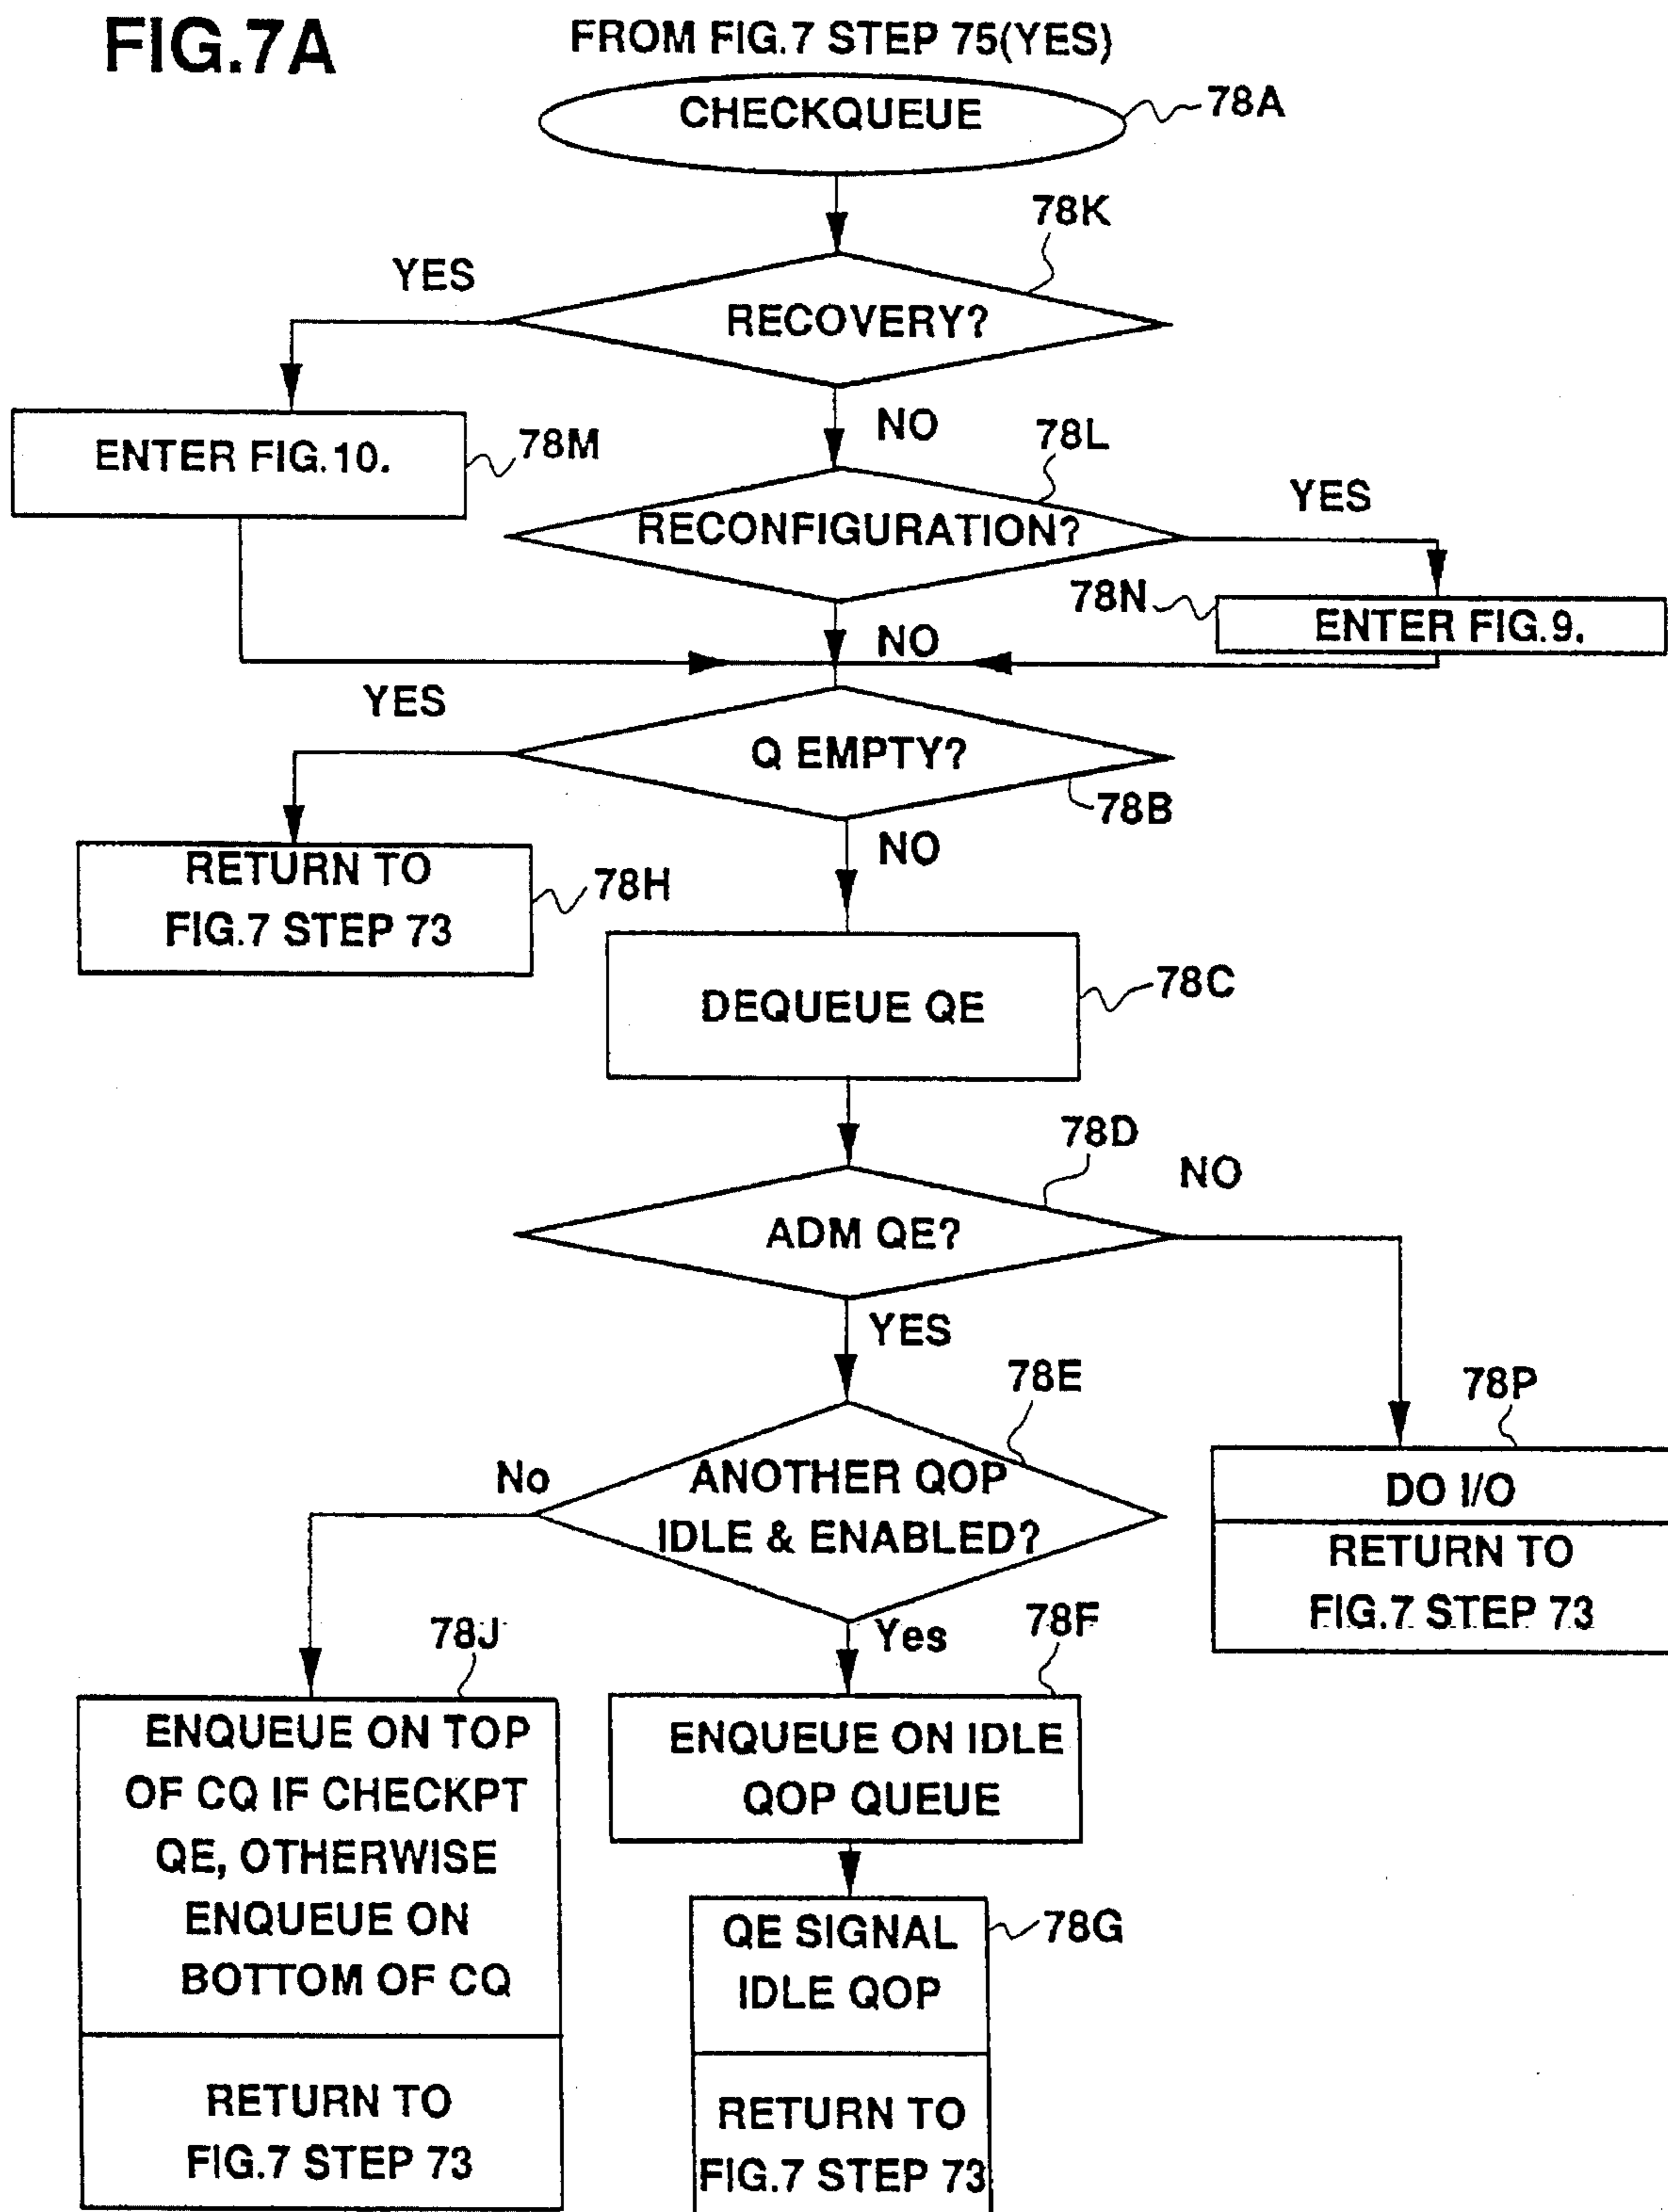 FIG.7A
FROM FIG.7 STEP 75(YES)
CHECKQUEUE
78A
78K
YES
RECOVERY?
NO
ENTER FIG.10.
78M
78L
YES
RECONFIGURATION?
78N
ENTER FIG.9.
NO
YES
Q EMPTY?
78B
NO
RETURN TO
FIG.7 STEP 73
78H
DEQUEUE QE
78C
78D
NO
ADM QE?
YES
78E
78P
No
ANOTHER QOP
IDLE & ENABLED?
DO I/O
RETURN TO
FIG.7 STEP 73
78J
Yes
78F
ENQUEUE ON TOP
OF CQ IF CHECKPT
QE, OTHERWISE
ENQUEUE ON
BOTTOM OF CQ
RETURN TO
FIG.7 STEP 73
ENQUEUE ON IDLE
QOP QUEUE
QE SIGNAL
IDLE QOP
78G
RETURN TO
FIG.7 STEP 73